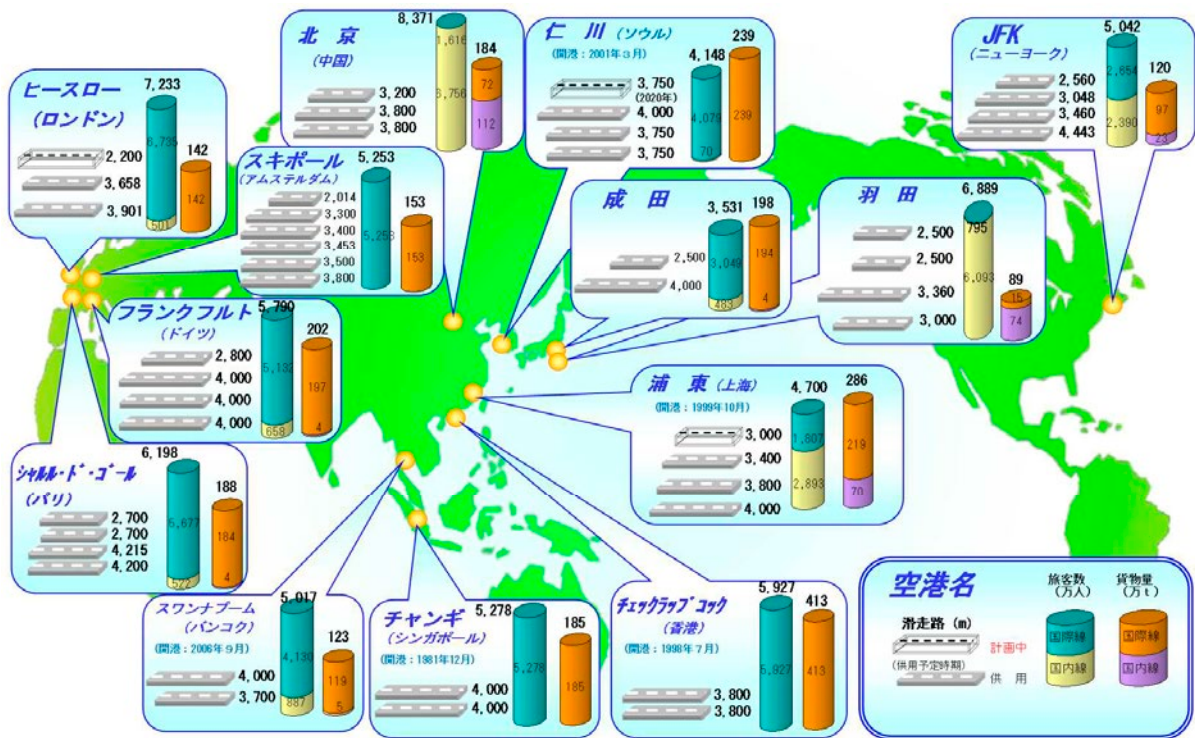 ヒースロー
(ロンドン)
7,233
6,735
501
142
142
2,200
3,658
3,901
北 京
(中国)
8,371
1,616
6,756
184
72
112
3,200
3,800
3,800
仁 川 (ソウル)
(開港:2001年3月)
4,148
4,079
70
239
239
3,750
(2020年)
4,000
3,750
3,750
JFK
(ニューヨーク)
5,042
2,654
2,390
120
97
23
2,560
3,048
3,460
4,443
スキポール
(アムステルダム)
5,253
5,253
153
153
2,014
3,300
3,400
3,453
3,500
3,800
成 田
3,531
3,049
483
198
194
4
2,500
4,000
羽 田
6,889
795
6,093
89
15
74
2,500
2,500
3,360
3,000
フランクフルト
(ドイツ)
5,790
5,132
658
202
197
4
2,800
4,000
4,000
4,000
浦 東 (上海)
(開港:1999年10月)
4,700
1,807
2,893
286
219
70
3,000
3,400
3,800
4,000
シャルル・ド・ゴール
(パリ)
6,198
5,677
522
188
184
4
2,700
2,700
4,215
4,200
スワンナプーム
(バンコク)
(開港:2006年9月)
5,017
4,130
887
123
119
5
4,000
3,700
チャンギ
(シンガポール)
(開港:1981年12月)
5,278
5,278
185
185
4,000
4,000
チェックラップコック
(香港)
(開港:1998年7月)
5,927
5,927
413
413
3,800
3,800
空港名
滑走路 (m)
計画中
(供用予定時期)
供 用
旅客数
(万人)
国際線
国内線
貨物量
(万t)
国際線
国内線